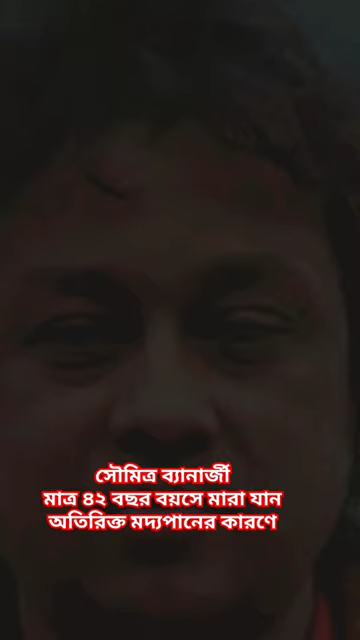 সৌমিত্র ব্যানার্জী
মাত্র ৪২ বছর বয়সে মারা যান
অতিরিক্ত মদ্যপানের কারণে